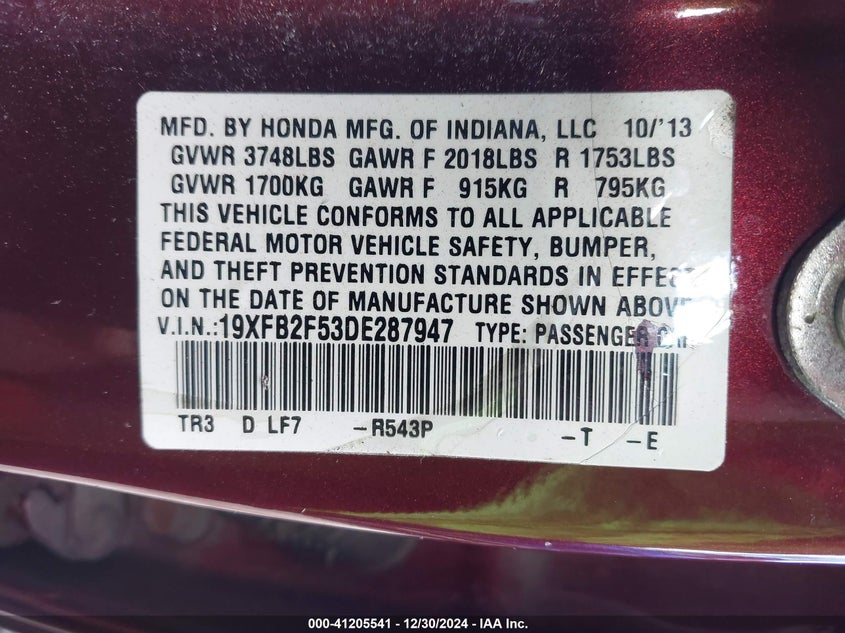 MFD. BY HONDA MFG. OF INDIANA, LLC 10/'13
GVWR 3748LBS GAWR F 2018LBS R 1753LBS
GVWR 1700KG GAWR F 915KG R 795KG
THIS VEHICLE CONFORMS TO ALL APPLICABLE
FEDERAL MOTOR VEHICLE SAFETY, BUMPER,
AND THEFT PREVENTION STANDARDS IN EFFECT
ON THE DATE OF MANUFACTURE SHOWN ABOVE
V.I.N.:19XFB2F53DE287947 TYPE: PASSENGER
TR3 D LF7 -R543P -T -E
000-41205541 - 12/30/2024 - IAA Inc.